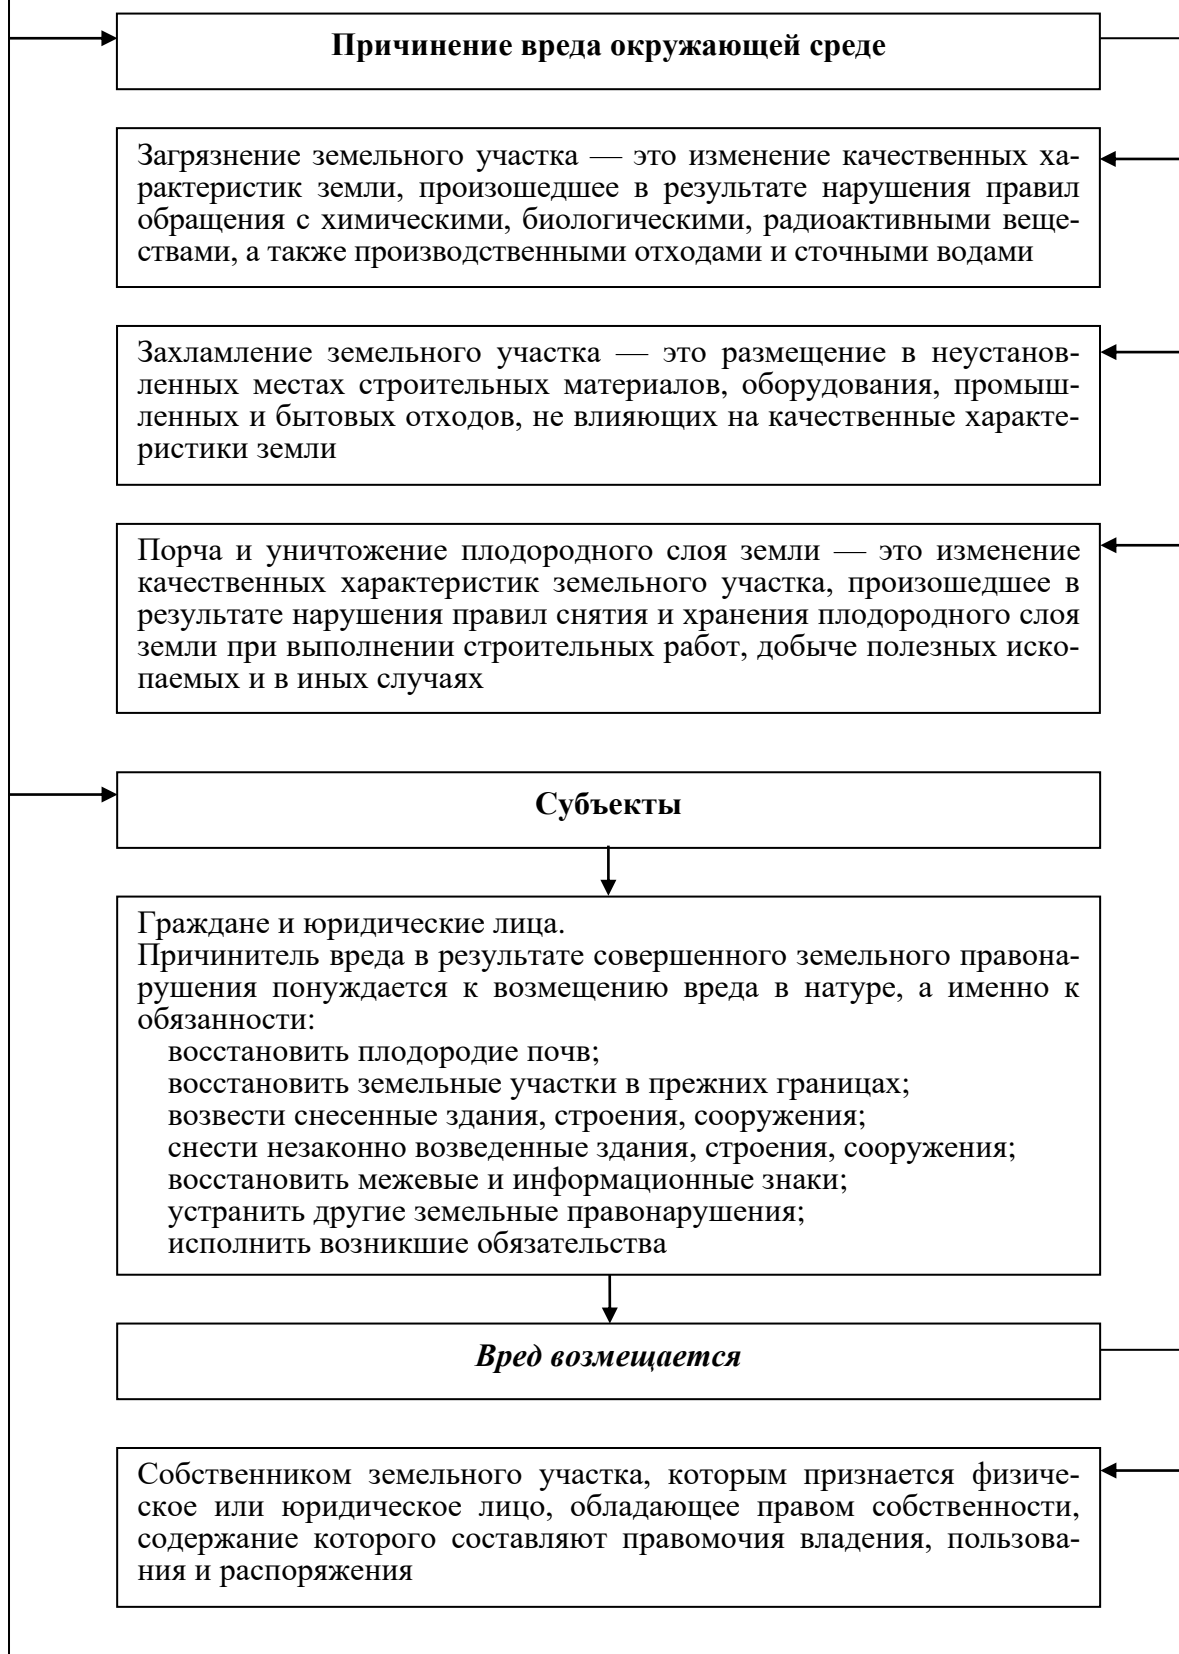 Причинение вреда окружающей среде
Загрязнение земельного участка — это изменение качественных ха-
рактеристик земли, произошедшее в результате нарушения правил
обращения с химическими, биологическими, радиоактивными веще-
ствами, а также производственными отходами и сточными водами
Захламление земельного участка — это размещение в неустанов-
ленных местах строительных материалов, оборудования, промыш-
ленных и бытовых отходов, не влияющих на качественные характе-
ристики земли
Порча и уничтожение плодородного слоя земли — это изменение
качественных характеристик земельного участка, произошедшее в
результате нарушения правил снятия и хранения плодородного слоя
земли при выполнении строительных работ, добыче полезных иско-
паемых и в иных случаях
Субъекты
Граждане и юридические лица.
Причинитель вреда в результате совершенного земельного правона-
рушения понуждается к возмещению вреда в натуре, а именно к
обязанности:
восстановить плодородие почв;
восстановить земельные участки в прежних границах;
возвести снесенные здания, строения, сооружения;
снести незаконно возведенные здания, строения, сооружения;
восстановить межевые и информационные знаки;
устранить другие земельные правонарушения;
исполнить возникшие обязательства
Вред возмещается
Собственником земельного участка, которым признается физиче-
ское или юридическое лицо, обладающее правом собственности,
содержание которого составляют правомочия владения, пользова-
ния и распоряжения